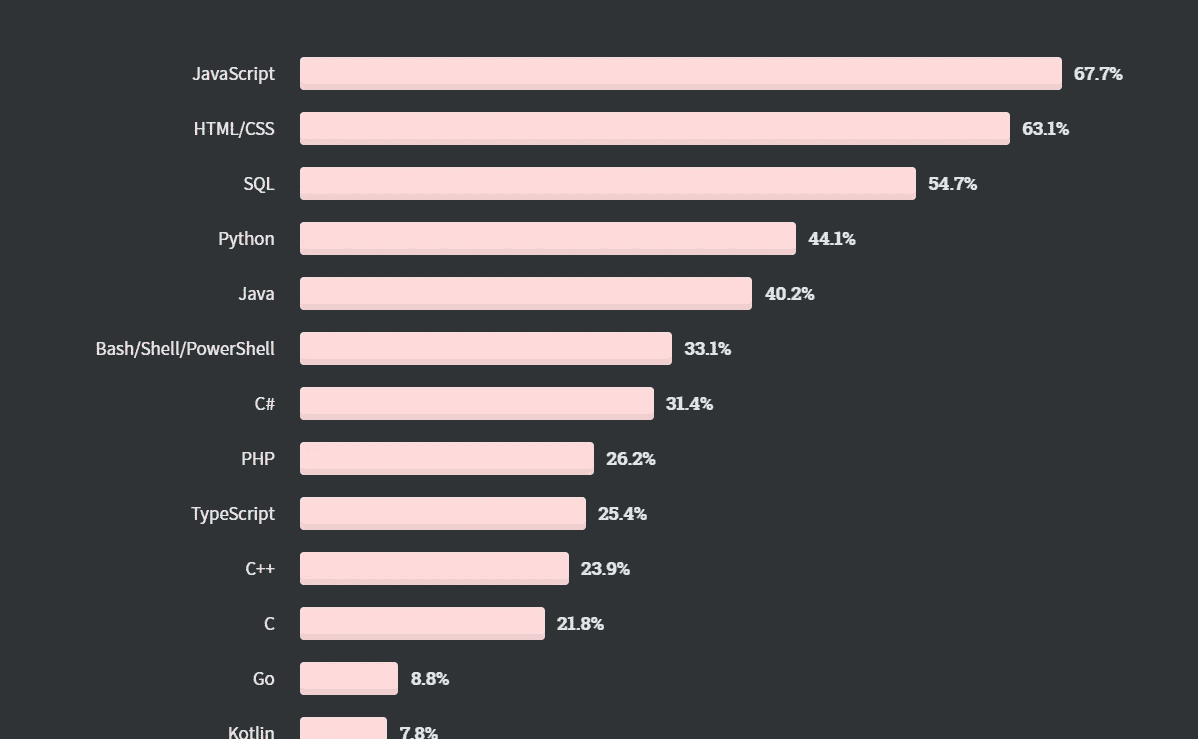 JavaScript 67.7%
HTML/CSS 63.1%
SQL 54.7%
Python 44.1%
Java 40.2%
Bash/Shell/PowerShell 33.1%
C# 31.4%
PHP 26.2%
TypeScript 25.4%
C++ 23.9%
C 21.8%
Go 8.8%
Kotlin 7.8%